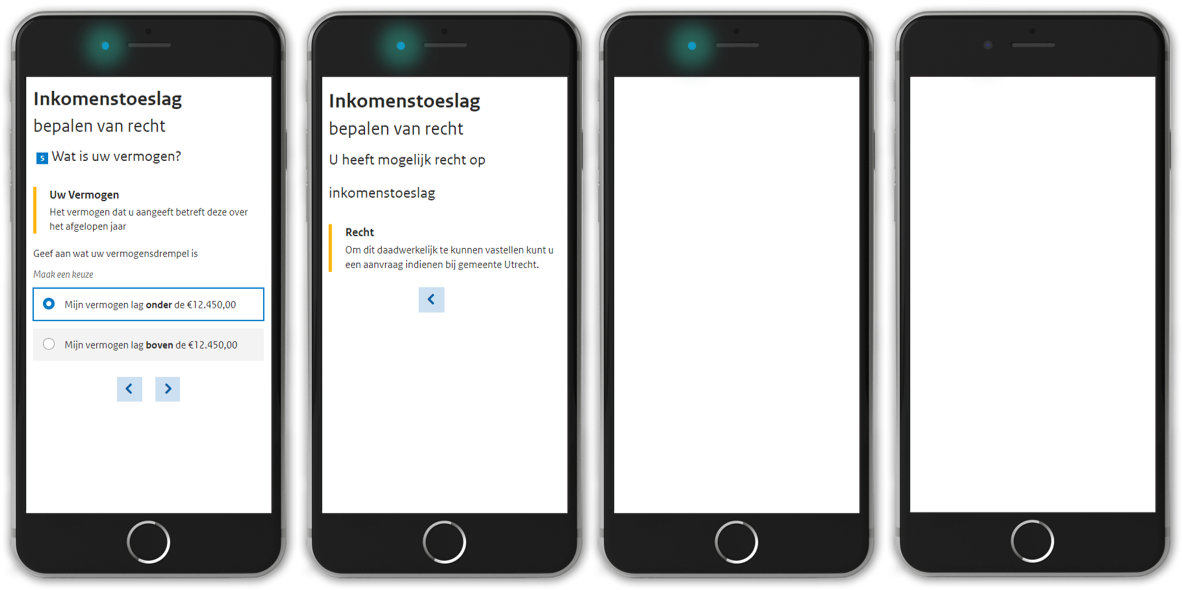 Inkomenstoeslag
bepalen van recht
5 Wat is uw vermogen?
Uw Vermogen
Het vermogen dat u aangeeft betreft deze over
het afgelopen jaar
Geef aan wat uw vermogensdrempel is
Maak een keuze
Mijn vermogen lag onder de €12.450,00
Mijn vermogen lag boven de €12.450,00
Inkomenstoeslag
bepalen van recht
U heeft mogelijk recht op
inkomenstoeslag
Recht
Om dit daadwerkelijk te kunnen vastellen kunt u
een aanvraag indienen bij gemeente Utrecht.